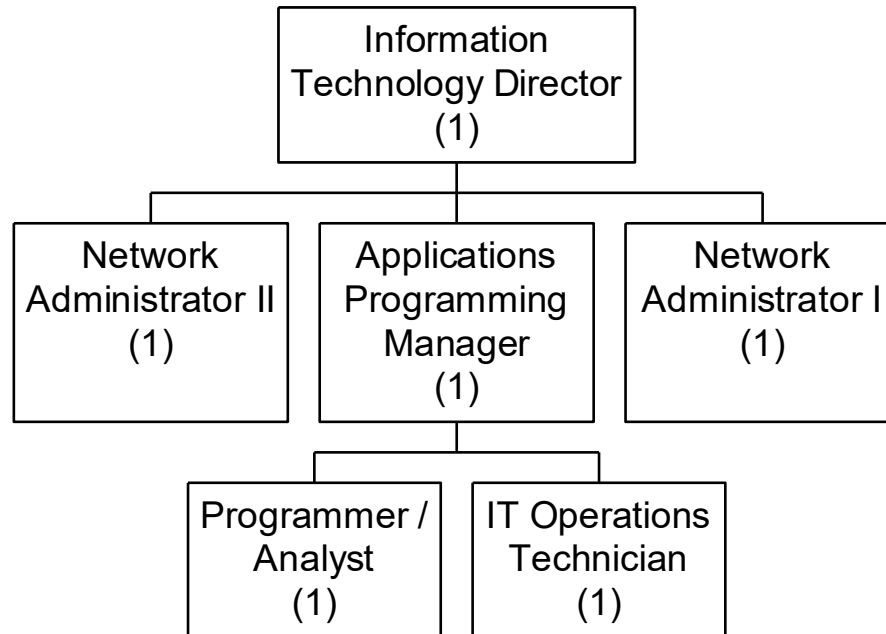 Information
Technology Director
(1)
Network
Administrator II
(1)
Applications
Programming
Manager
(1)
Network
Administrator I
(1)
Programmer /
Analyst
(1)
IT Operations
Technician
(1)